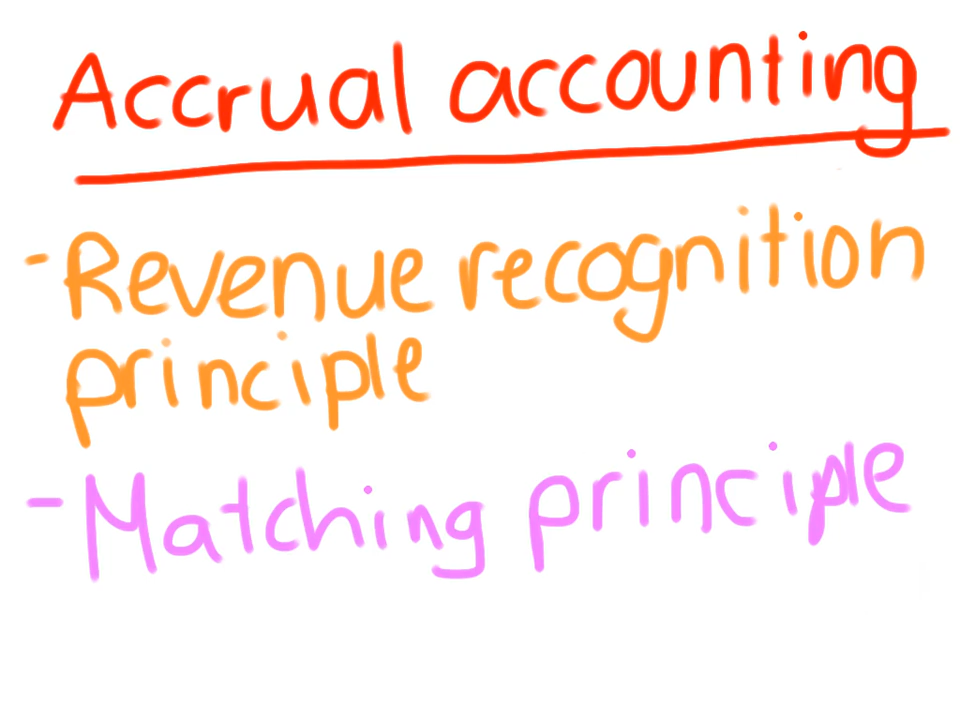 Accrual accounting
- Revenue recognition
principle
- Matching principle